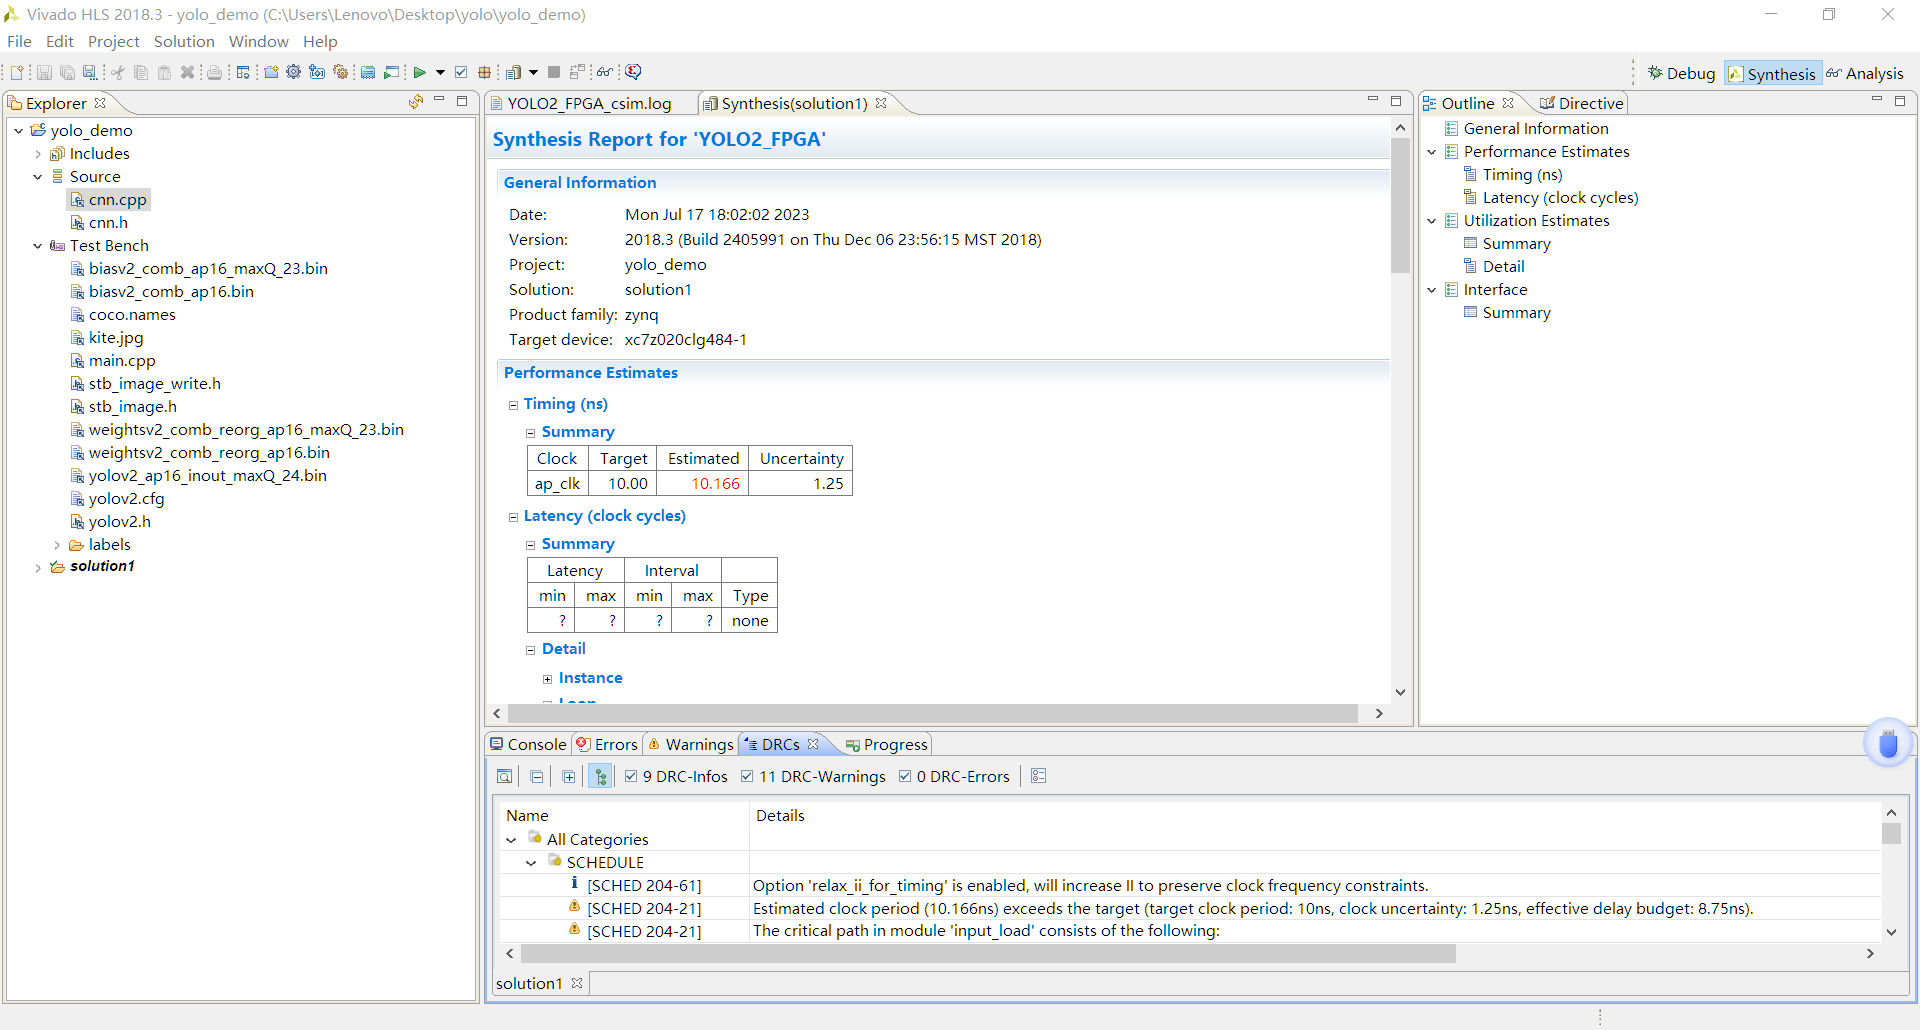 Vivado HLS 2018.3 - yolo_demo (C:\Users\Lenovo\Desktop\yolo\yolo_demo)
File Edit Project Solution Window Help
Debug Synthesis Analysis
Explorer
yolo_demo
Includes
Source
cnn.cpp
cnn.h
Test Bench
biasv2_comb_ap16_maxQ_23.bin
biasv2_comb_ap16.bin
coco.names
kite.jpg
main.cpp
stb_image_write.h
stb_image.h
weightsv2_comb_reorg_ap16_maxQ_23.bin
weightsv2_comb_reorg_ap16.bin
yolov2_ap16_inout_maxQ_24.bin
yolov2.cfg
yolov2.h
labels
solution1
YOLO2_FPGA_csim.log Synthesis(solution1)
Synthesis Report for 'YOLO2_FPGA'
General Information
Date: Mon Jul 17 18:02:02 2023
Version: 2018.3 (Build 2405991 on Thu Dec 06 23:56:15 MST 2018)
Project: yolo_demo
Solution: solution1
Product family: zynq
Target device: xc7z020clg484-1
Performance Estimates
Timing (ns)
Summary
Clock Target Estimated Uncertainty
ap_clk 10.00 10.166 1.25
Latency (clock cycles)
Summary
Latency Interval
min max min max Type
? ? ? ? none
Detail
Instance
Loop
Outline Directive
General Information
Performance Estimates
Timing (ns)
Latency (clock cycles)
Utilization Estimates
Summary
Detail
Interface
Summary
Console Errors Warnings DRCs Progress
9 DRC-Infos 11 DRC-Warnings 0 DRC-Errors
Name Details
All Categories
SCHEDULE
[SCHED 204-61] Option 'relax_ii_for_timing' is enabled, will increase II to preserve clock frequency constraints.
[SCHED 204-21] Estimated clock period (10.166ns) exceeds the target (target clock period: 10ns, clock uncertainty: 1.25ns, effective delay budget: 8.75ns).
[SCHED 204-21] The critical path in module 'input_load' consists of the following:
solution1